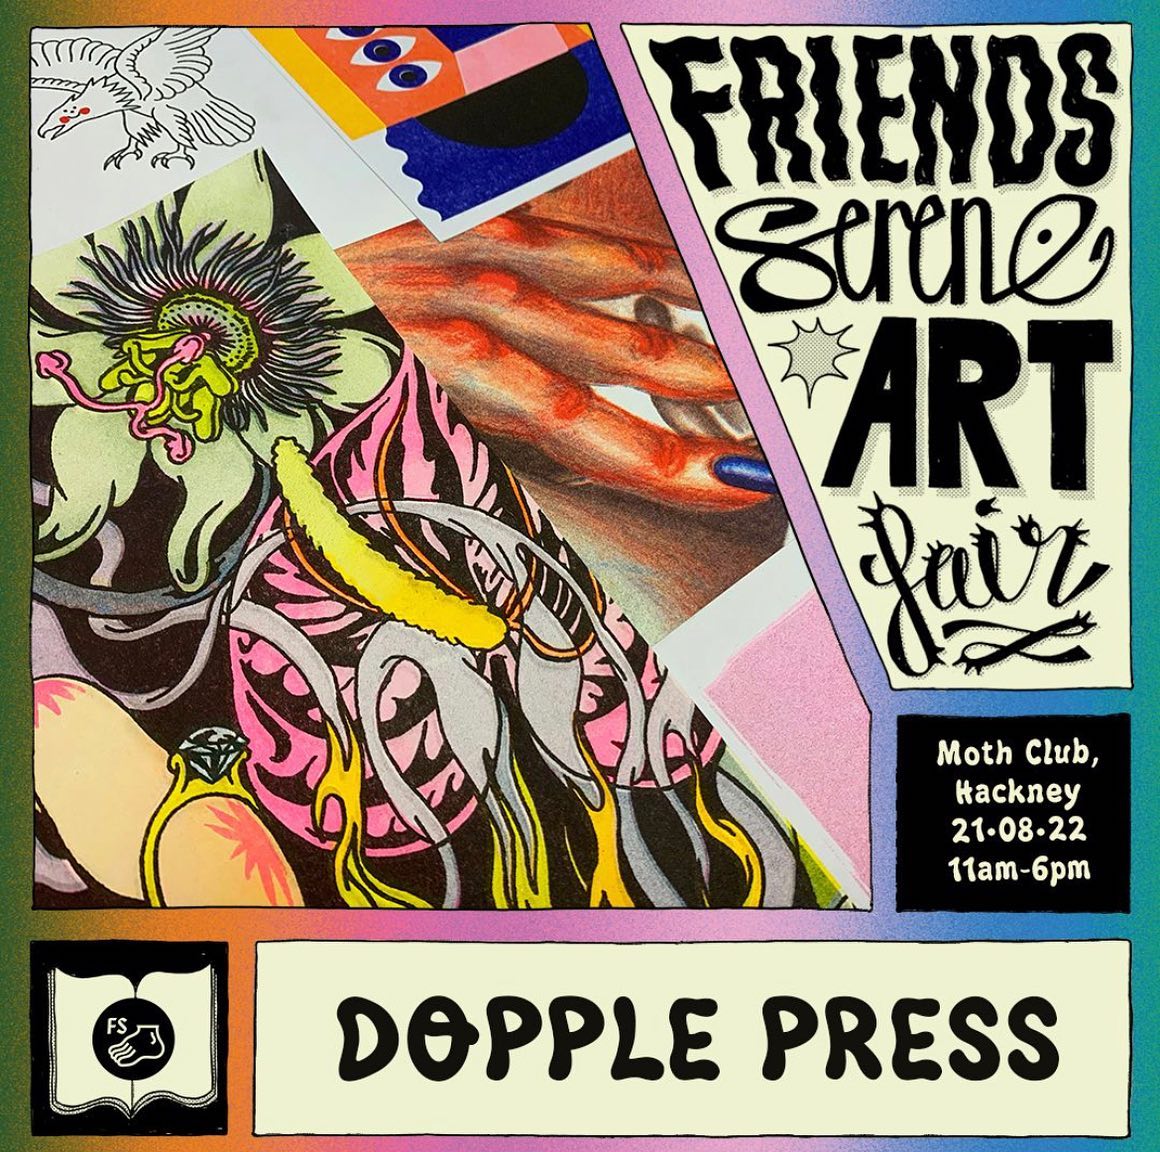 FRIENDS
Serene
ART
fair
Moth Club,
Hackney
21•08•22
11am-6pm
FS
DOPPLE PRESS